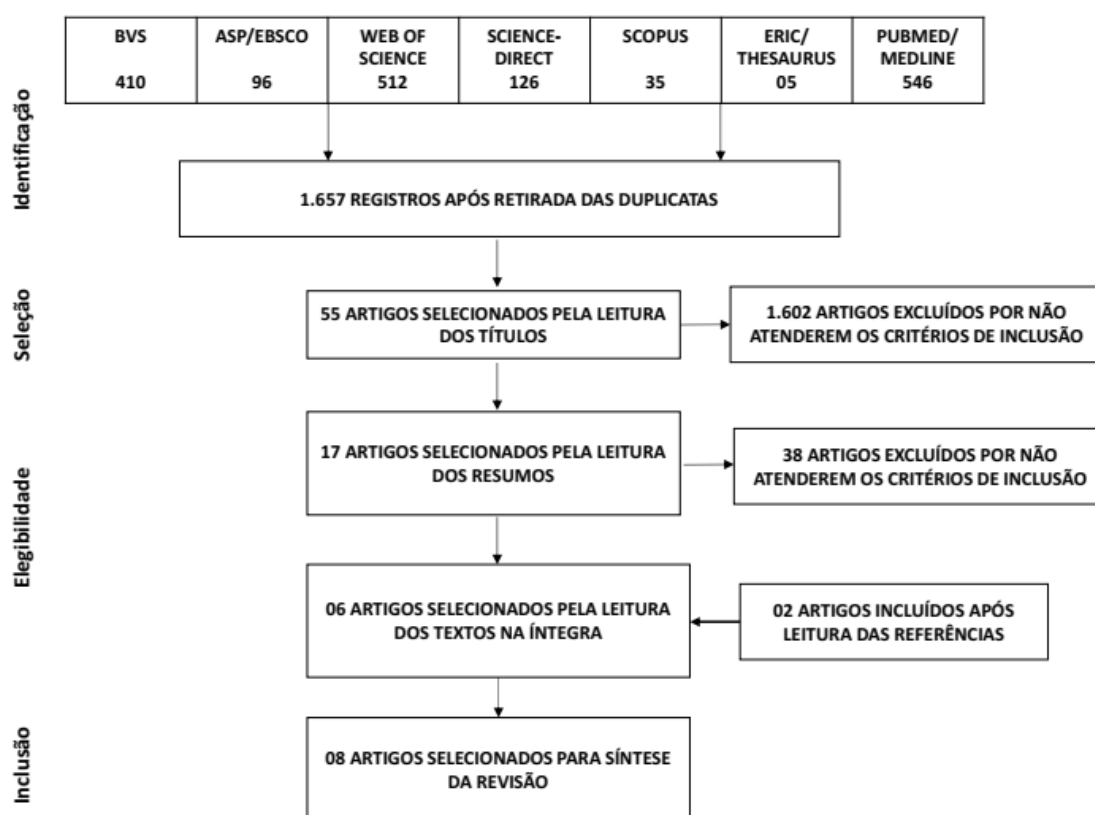 BVS
410
ASP/EBSCO
96
WEB OF
SCIENCE
512
SCIENCE-
DIRECT
126
SCOPUS
35
ERIC/
THESAURUS
05
PUBMED/
MEDLINE
546
Identificação
1.657 REGISTROS APÓS RETIRADA DAS DUPLICATAS
Seleção
55 ARTIGOS SELECIONADOS PELA LEITURA
DOS TÍTULOS
1.602 ARTIGOS EXCLUÍDOS POR NÃO
ATENDEREM OS CRITÉRIOS DE INCLUSÃO
Elegibilidade
17 ARTIGOS SELECIONADOS PELA LEITURA
DOS RESUMOS
38 ARTIGOS EXCLUÍDOS POR NÃO
ATENDEREM OS CRITÉRIOS DE INCLUSÃO
06 ARTIGOS SELECIONADOS PELA LEITURA
DOS TEXTOS NA ÍNTEGRA
02 ARTIGOS INCLUÍDOS APÓS
LEITURA DAS REFERÊNCIAS
Inclusão
08 ARTIGOS SELECIONADOS PARA SÍNTESE
DA REVISÃO